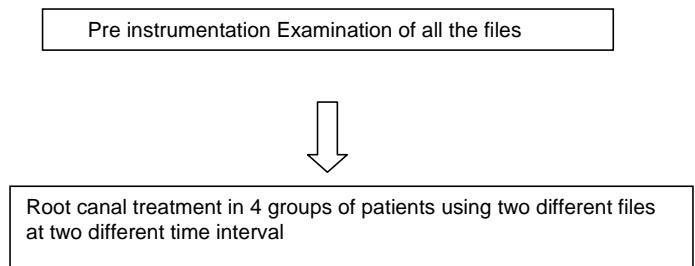 Pre instrumentation Examination of all the files
Root canal treatment in 4 groups of patients using two different files
at two different time interval